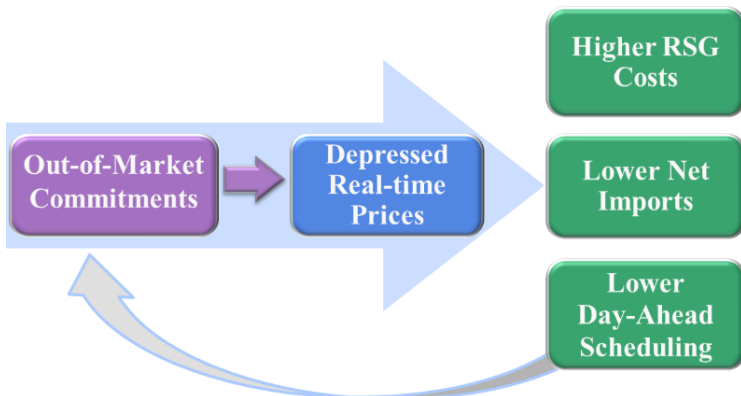 Out-of-Market
Commitments
Depressed
Real-time
Prices
Higher RSG
Costs
Lower Net
Imports
Lower
Day-Ahead
Scheduling